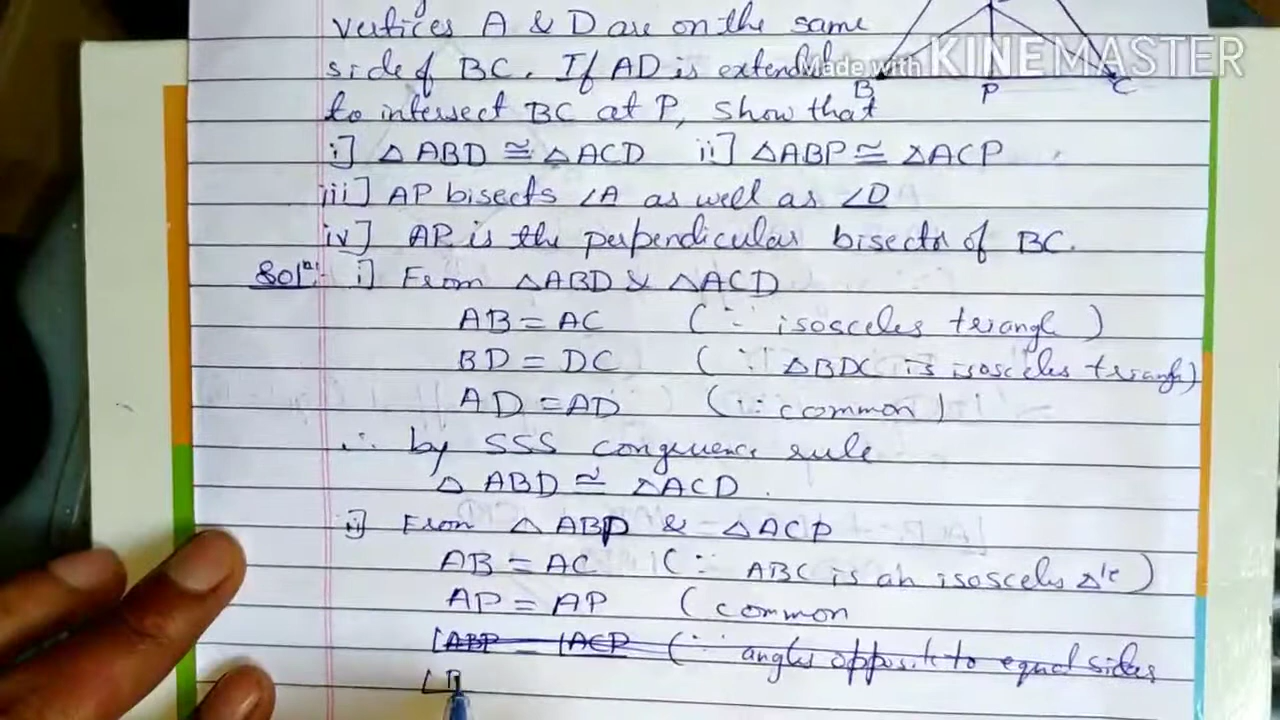 vertices A & D are on the same
side of BC. If AD is extended
Made with KINEMASTER
to intersect BC at P, show that
B P C
i] △ABD ≅ △ACD ii] △ABP ≅ △ACP
iii] AP bisects ∠A as well as ∠D
iv] AP is the perpendicular bisector of BC.
Solⁿ:- i] From △ABD & △ACD
AB = AC (∵ isosceles triangl)
BD = DC (∵ △BDC is isosceles triangle)
AD = AD (∵ common)
∴ by SSS congruence rule
△ABD ≅ △ACD.
ii] From △ABP & △ACP
AB = AC (∵ ABC is an isosceles △le)
AP = AP (common
∠ABP = ∠ACP (∵ angles opposite to equal sides